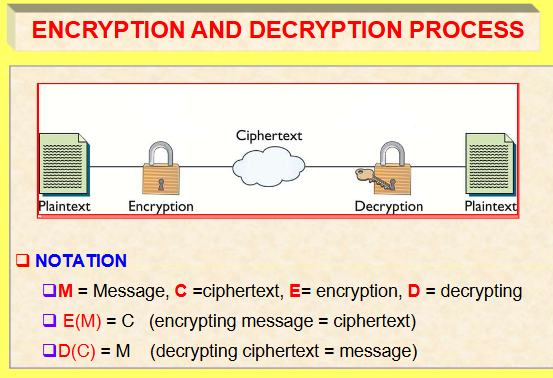 ENCRYPTION AND DECRYPTION PROCESS
Ciphertext
Plaintext Encryption Decryption Plaintext
NOTATION
M = Message, C =ciphertext, E= encryption, D = decrypting
E(M) = C (encrypting message = ciphertext)
D(C) = M (decrypting ciphertext = message)